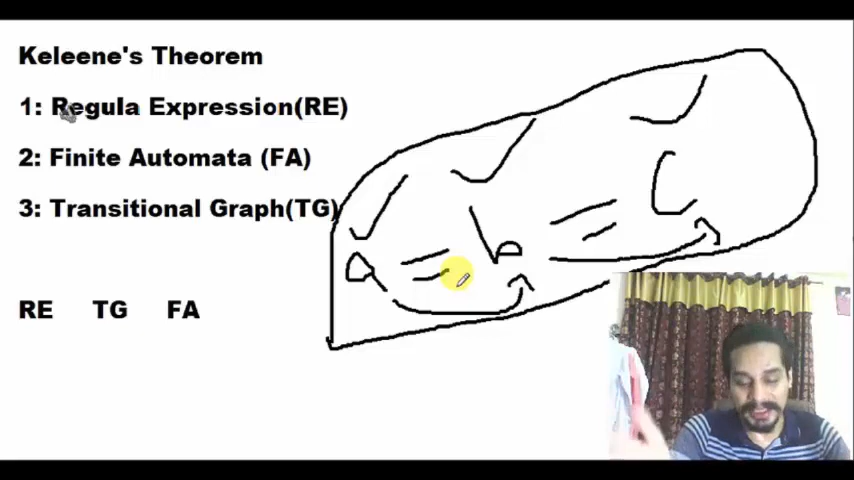 Keleene's Theorem
1: Regula Expression(RE)
2: Finite Automata (FA)
3: Transitional Graph(TG)
a = b = c
RE TG FA